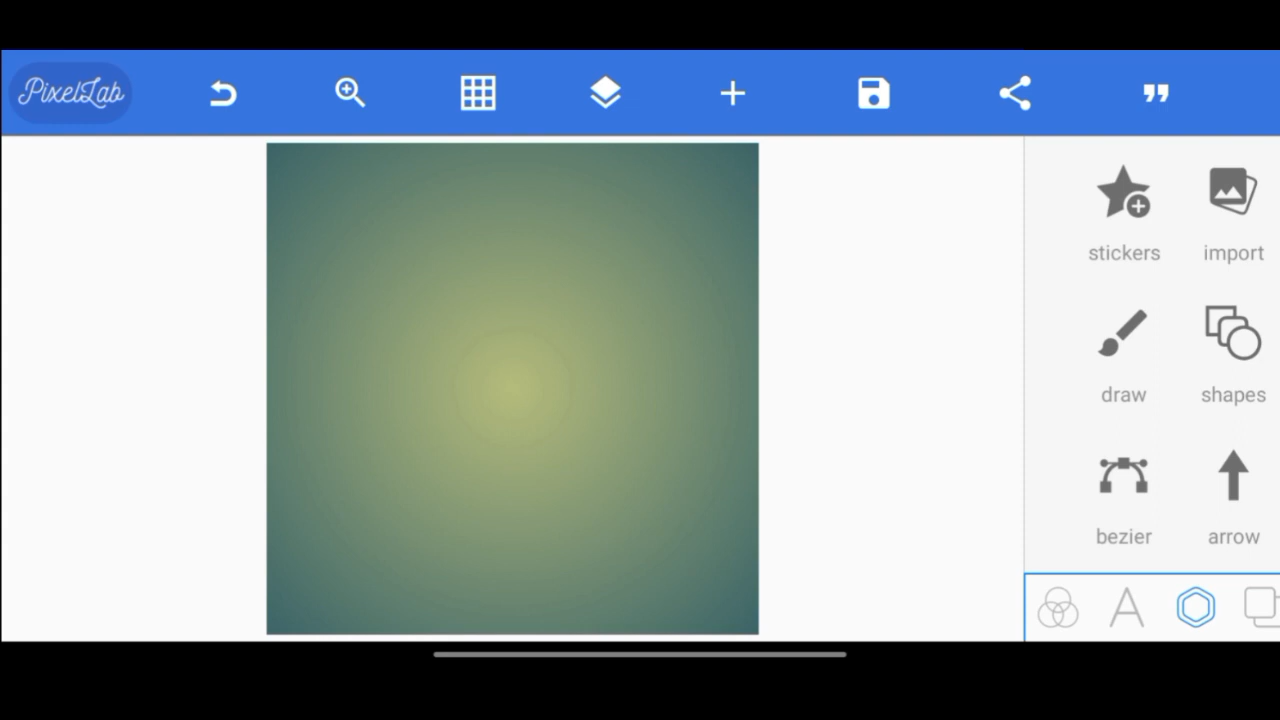 PixelLab
stickers
import
draw
shapes
bezier
arrow